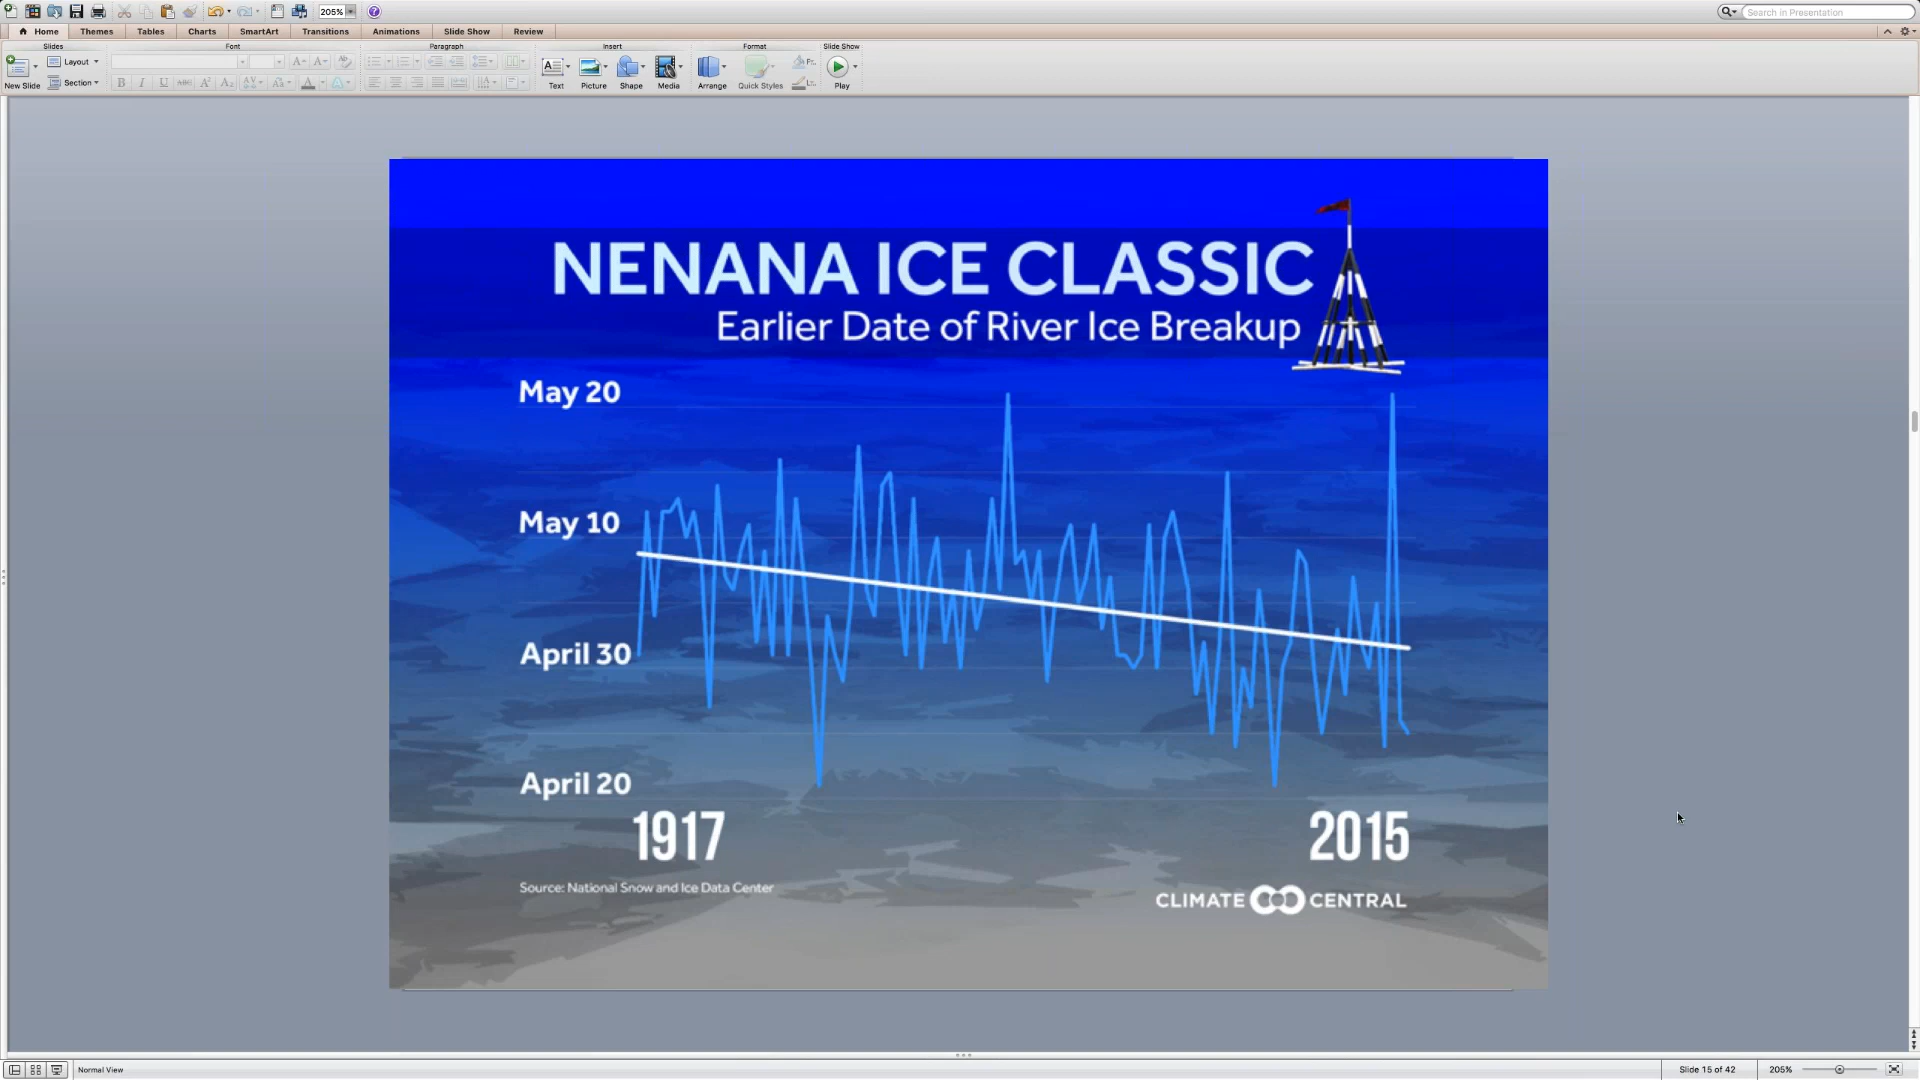 205%
Search in Presentation
Home Themes Tables Charts SmartArt Transitions Animations Slide Show Review
Slides Font Paragraph Insert Format Slide Show
Layout
Section
New Slide
Text Picture Shape Media Arrange Quick Styles Play
NENANA ICE CLASSIC
Earlier Date of River Ice Breakup
May 20
May 10
April 30
April 20
1917 2015
Source: National Snow and Ice Data Center
CLIMATE CENTRAL
Normal View
Slide 15 of 42
205%